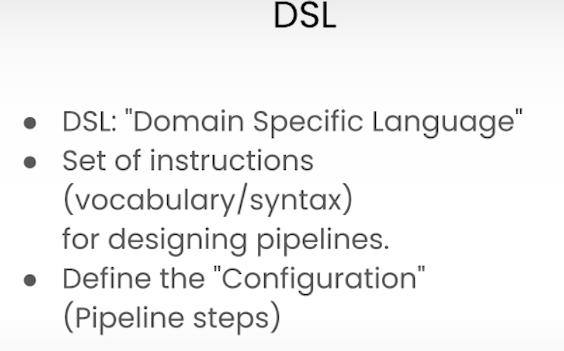 DSL
● DSL: "Domain Specific Language"
● Set of instructions
(vocabulary/syntax)
for designing pipelines.
● Define the "Configuration"
(Pipeline steps)